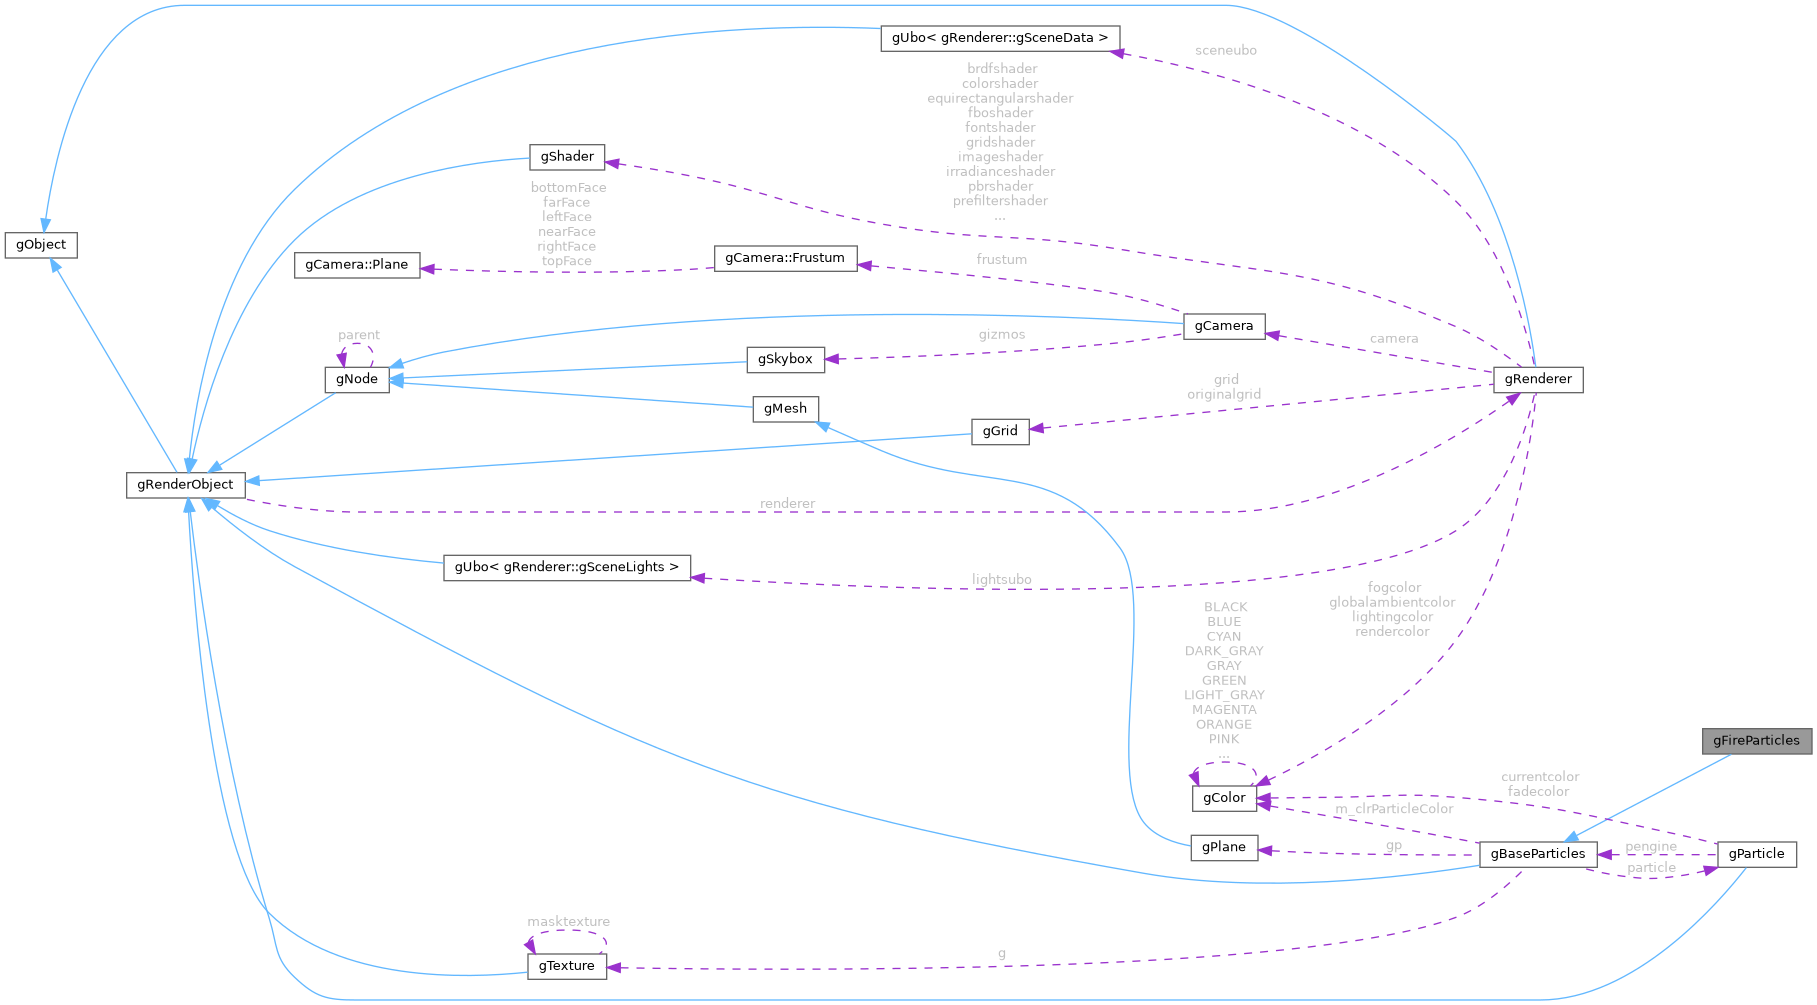 gUbo< gRenderer::gSceneData >
sceneubo
brdfshader
colorshader
equirectangularshader
fboshader
fontshader
gridshader
imageshader
irradianceshader
pbrshader
prefiltershader
...
gShader
bottomFace
farFace
leftFace
nearFace
rightFace
topFace
gObject
gCamera::Plane
gCamera::Frustum
frustum
gCamera
gizmos
camera
parent
gSkybox
gNode
gRenderer
grid
originalgrid
gMesh
gGrid
gRenderObject
renderer
gUbo< gRenderer::gSceneLights >
lightsubo
fogcolor
globalambientcolor
lightingcolor
rendercolor
BLACK
BLUE
CYAN
DARK_GRAY
GRAY
GREEN
LIGHT_GRAY
MAGENTA
ORANGE
PINK
...
gFireParticles
currentcolor
fadecolor
gColor
m_clrParticleColor
gPlane
gp
gBaseParticles
pengine
particle
gParticle
masktexture
g
gTexture